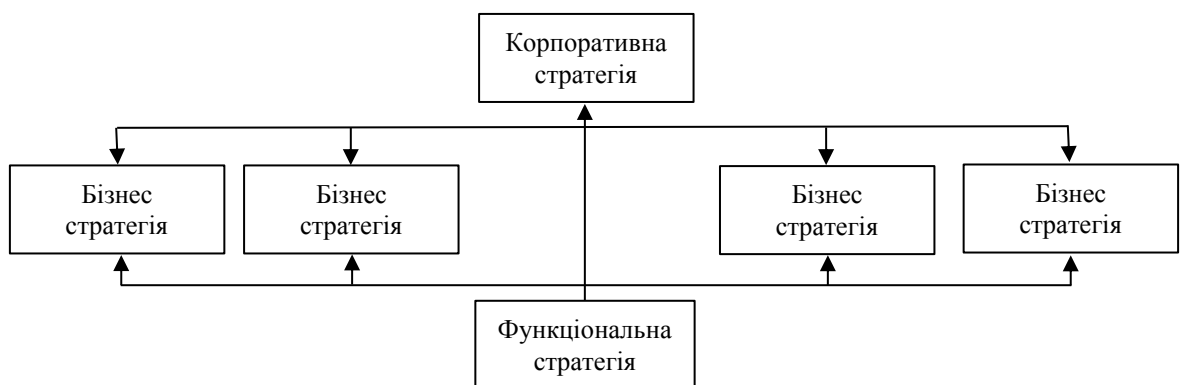 Корпоративна
стратегія
Бізнес
стратегія
Бізнес
стратегія
Бізнес
стратегія
Бізнес
стратегія
Функціональна
стратегія